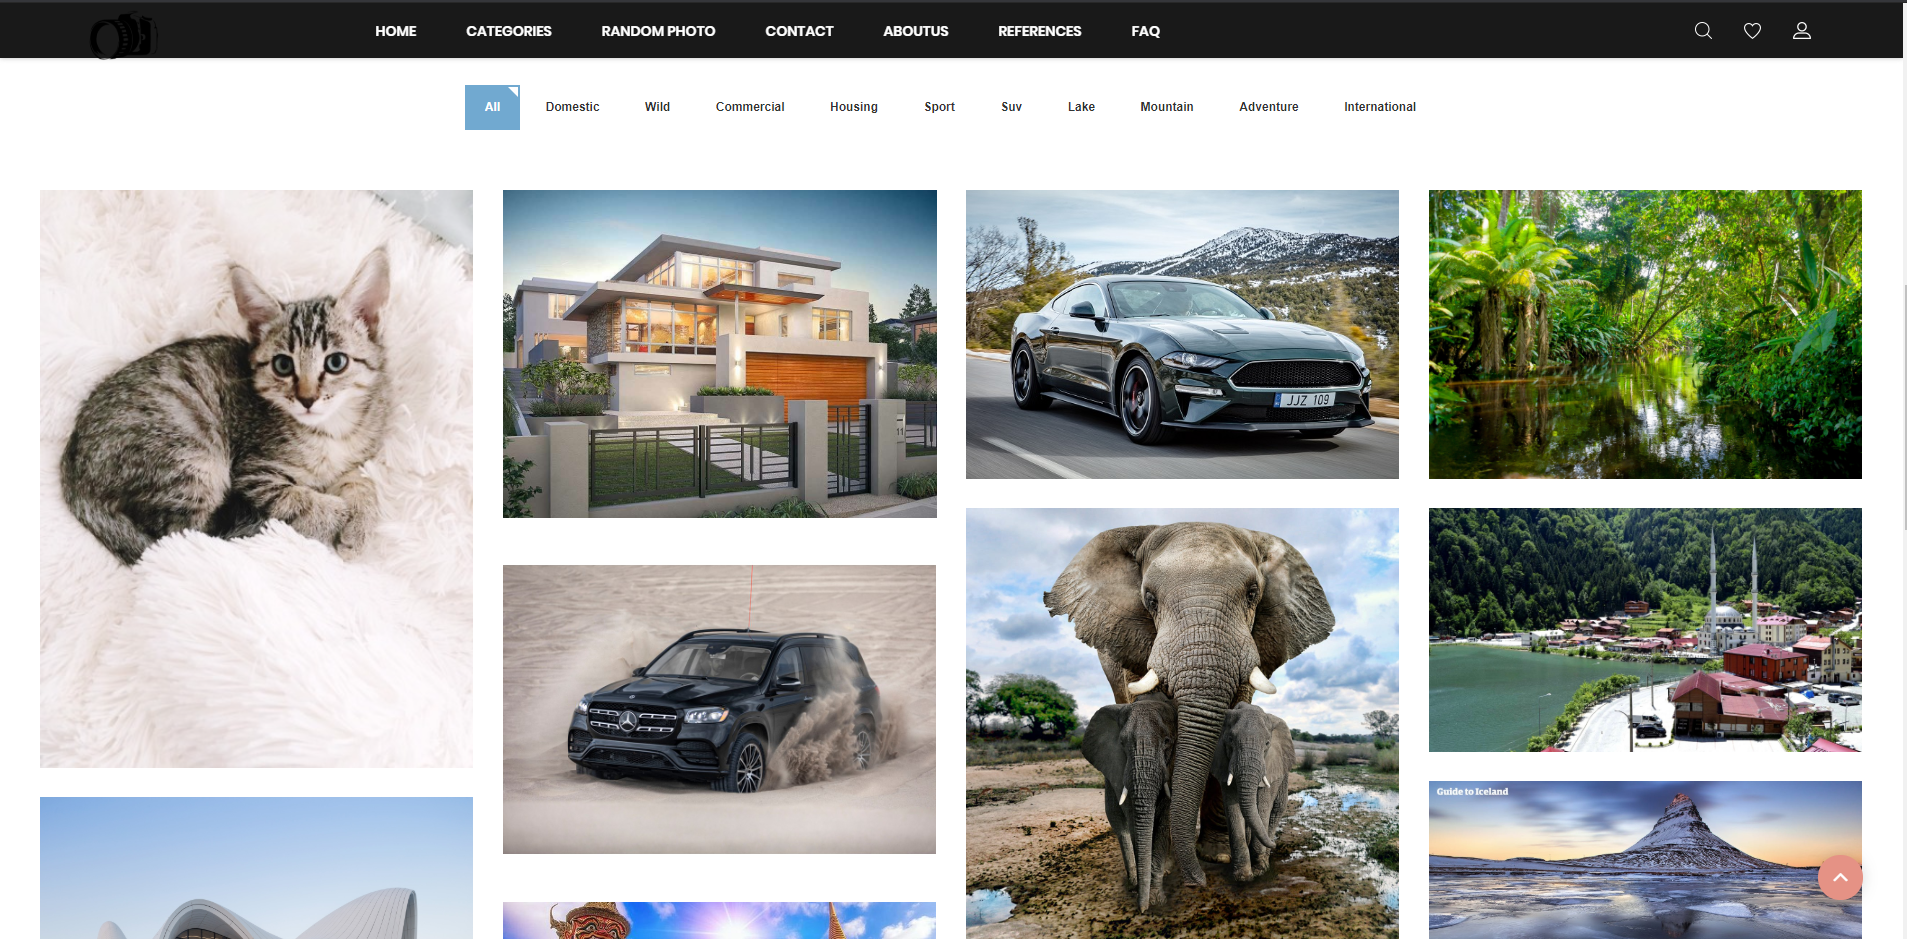 HOME CATEGORIES RANDOM PHOTO CONTACT ABOUTUS REFERENCES FAQ
All Domestic Wild Commercial Housing Sport Suv Lake Mountain Adventure International
11
JJZ 109
Guide to Iceland